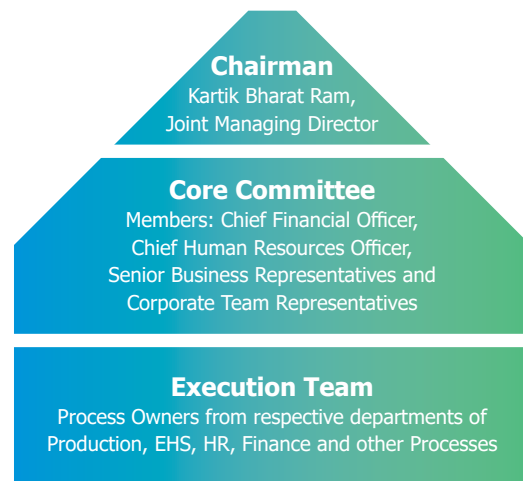 Chairman
Kartik Bharat Ram,
Joint Managing Director
Core Committee
Members: Chief Financial Officer,
Chief Human Resources Officer,
Senior Business Representatives and
Corporate Team Representatives
Execution Team
Process Owners from respective departments of
Production, EHS, HR, Finance and other Processes